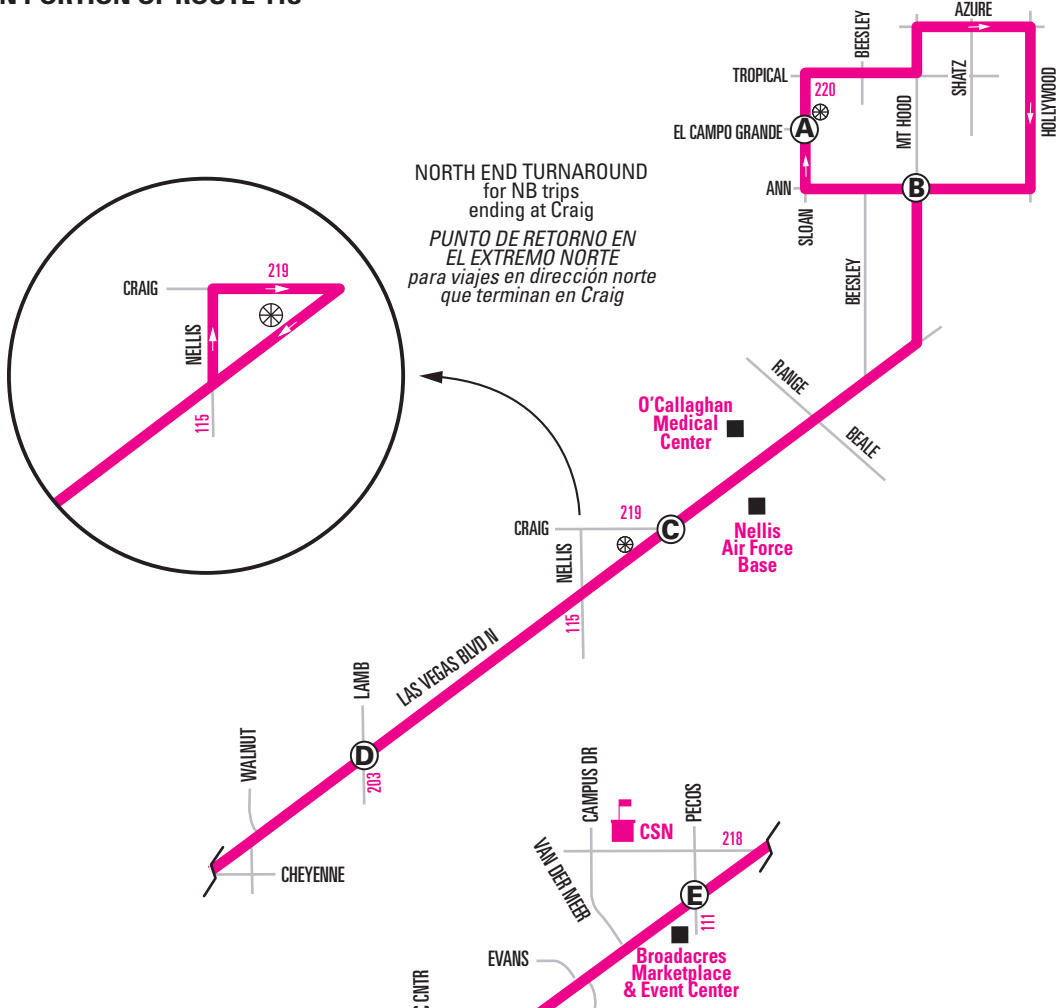 AZURE
BEESLEY
TROPICAL
220
SHATZ
HOLLYWOOD
MT HOOD
A
EL CAMPO GRANDE
ANN
B
SLOAN
NORTH END TURNAROUND
for NB trips
ending at Craig
PUNTO DE RETORNO EN
EL EXTREMO NORTE
para viajes en dirección norte
que terminan en Craig
219
CRAIG
NELLIS
115
BEESLEY
RANGE
BEALE
O'Callaghan
Medical
Center
219
CRAIG
C
Nellis
Air Force
Base
NELLIS
115
LAS VEGAS BLVD N
LAMB
D
203
WALNUT
CHEYENNE
CAMPUS DR
CSN
PECOS
218
VAN DER MEER
E
111
Broadacres
Marketplace
& Event Center
EVANS
CNTR